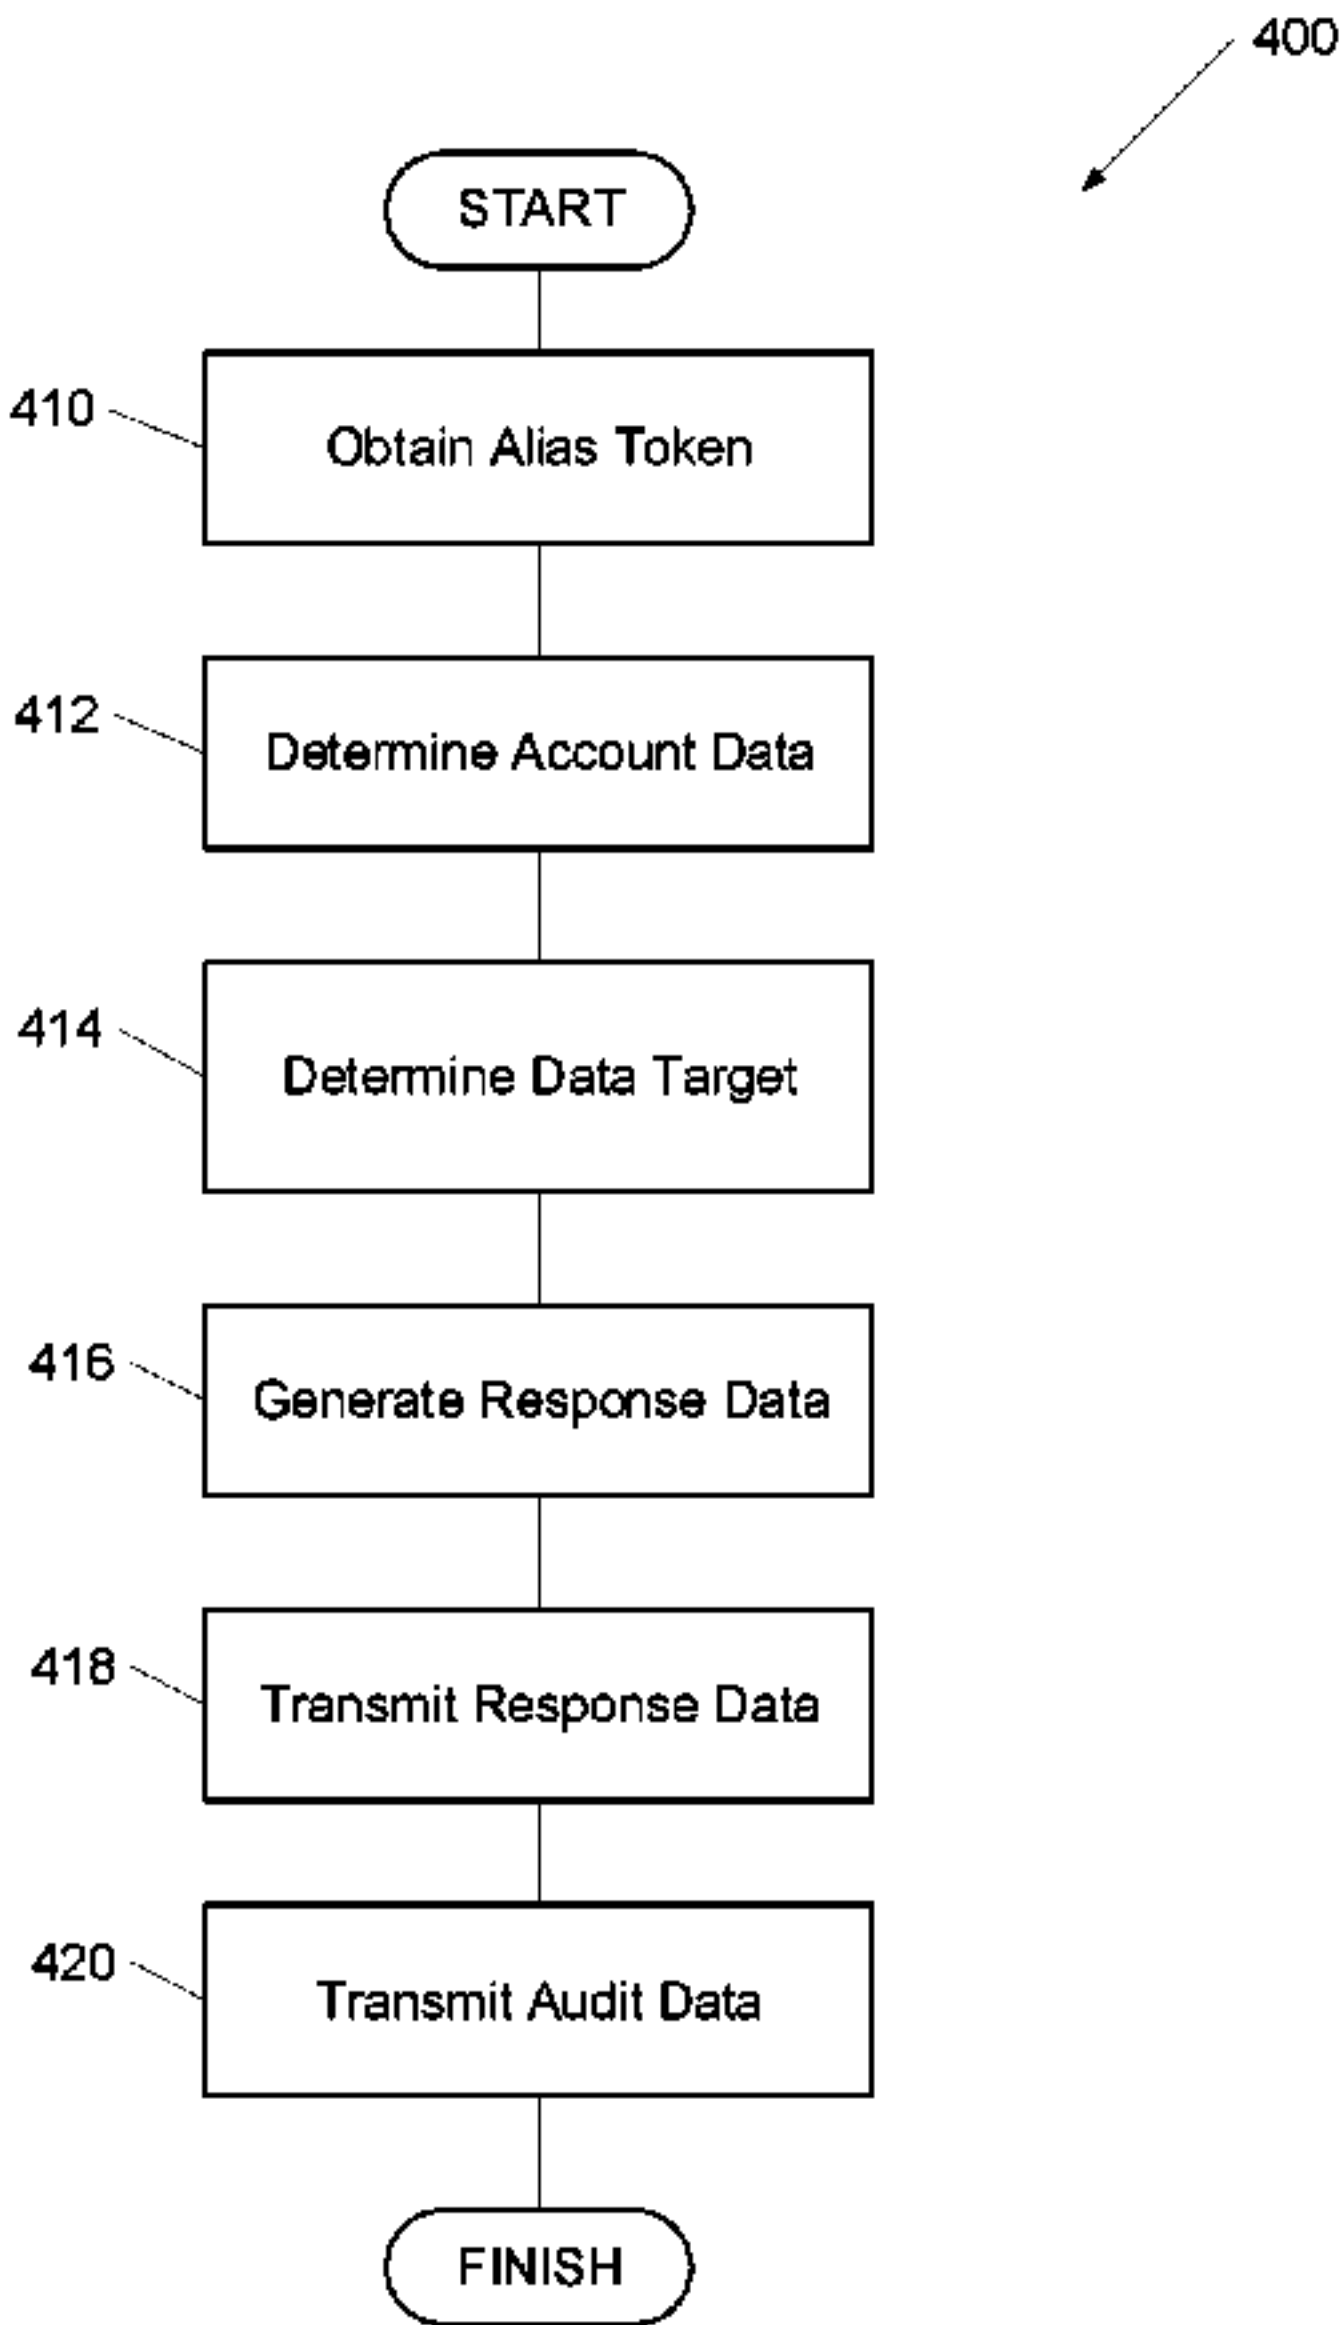 400
START
410
Obtain Alias Token
412
Determine Account Data
414
Determine Data Target
416
Generate Response Data
418
Transmit Response Data
420
Transmit Audit Data
FINISH